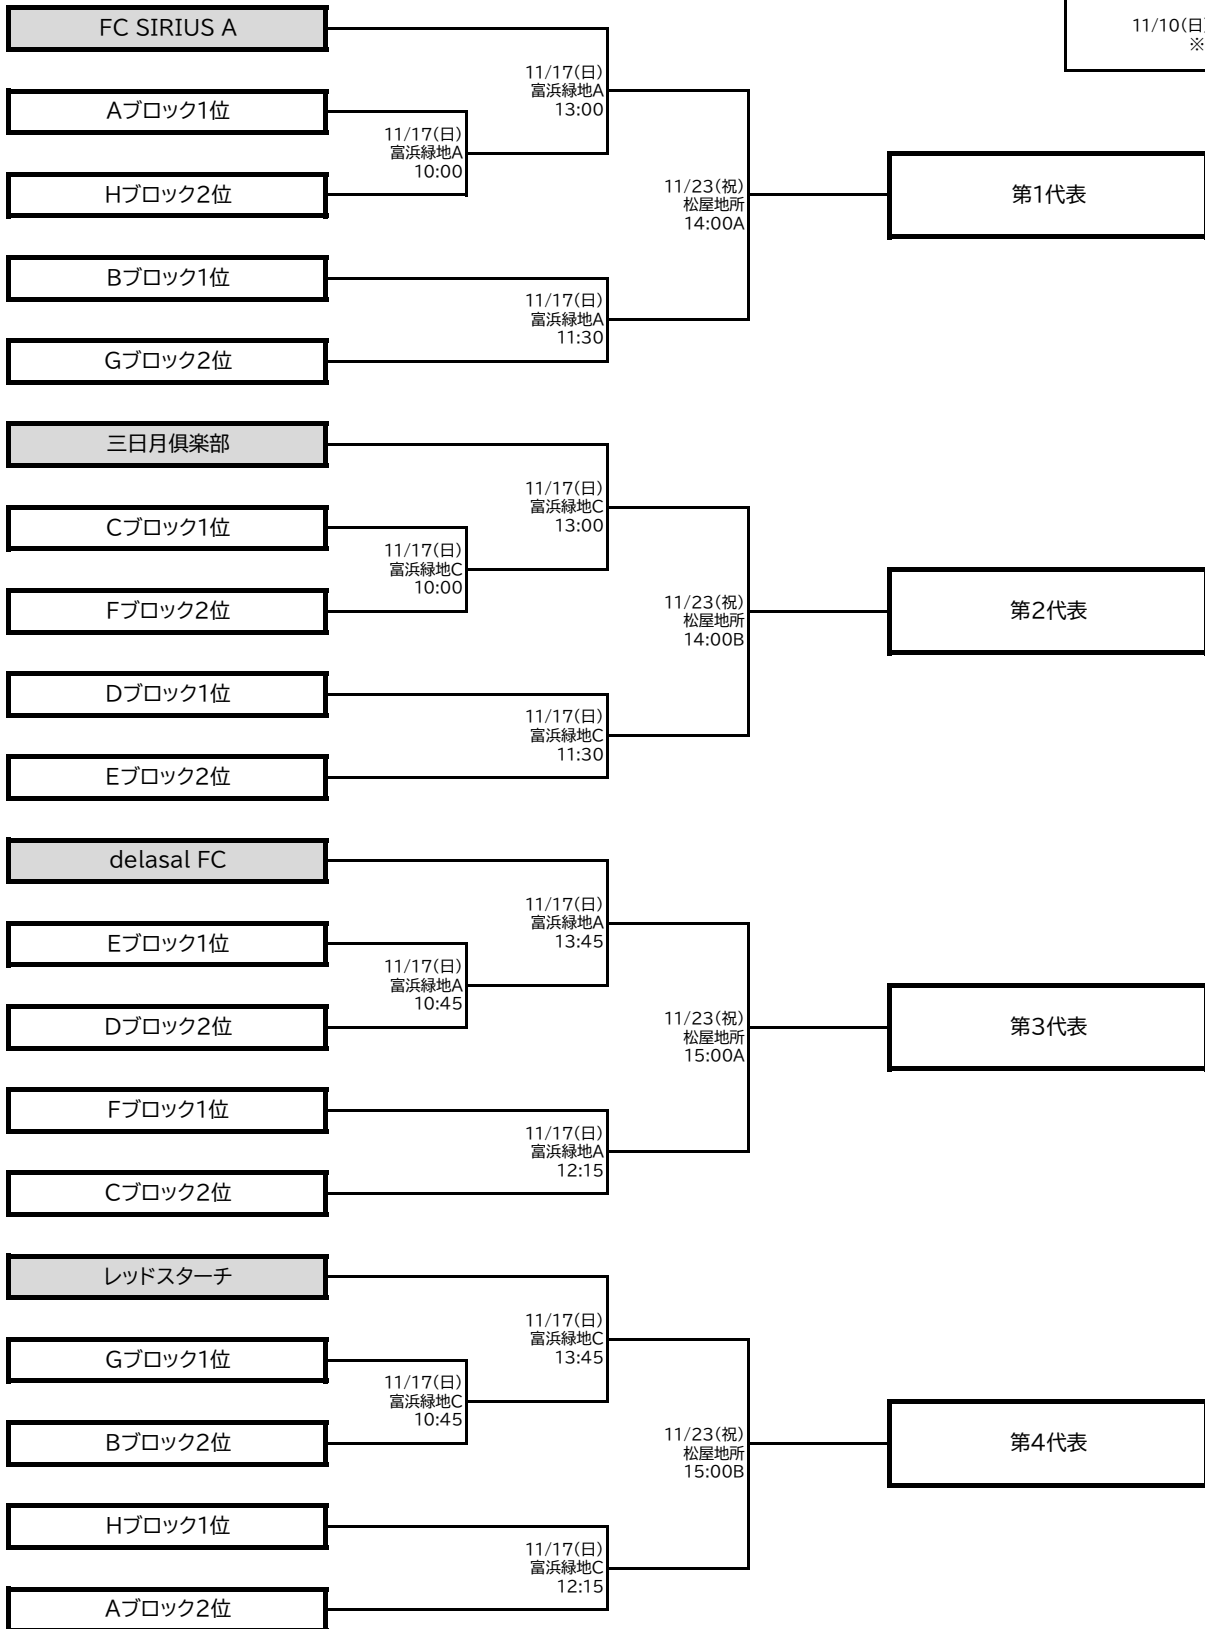 FC SIRIUS A
11/10(日)
※
11/17(日)
富浜緑地A
13:00
Aブロック1位
11/17(日)
富浜緑地A
10:00
Hブロック2位
11/23(祝)
松屋地所
14:00A
第1代表
Bブロック1位
11/17(日)
富浜緑地A
11:30
Gブロック2位
三日月倶楽部
11/17(日)
富浜緑地C
13:00
Cブロック1位
11/17(日)
富浜緑地C
10:00
Fブロック2位
11/23(祝)
松屋地所
14:00B
第2代表
Dブロック1位
11/17(日)
富浜緑地C
11:30
Eブロック2位
delasal FC
11/17(日)
富浜緑地A
13:45
Eブロック1位
11/17(日)
富浜緑地A
10:45
Dブロック2位
11/23(祝)
松屋地所
15:00A
第3代表
Fブロック1位
11/17(日)
富浜緑地A
12:15
Cブロック2位
レッドスターチ
11/17(日)
富浜緑地C
13:45
Gブロック1位
11/17(日)
富浜緑地C
10:45
Bブロック2位
11/23(祝)
松屋地所
15:00B
第4代表
Hブロック1位
11/17(日)
富浜緑地C
12:15
Aブロック2位